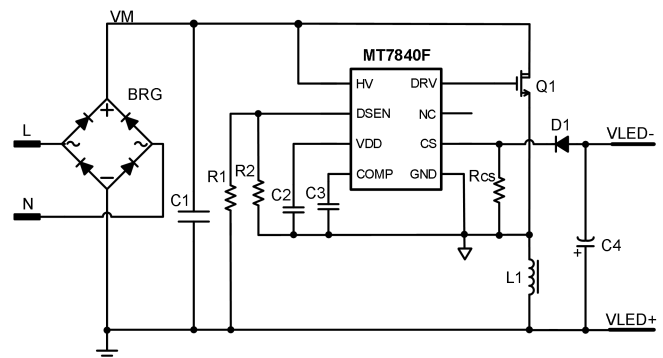 VM
MT7840F
HV
DRV
Q1
BRG
DSEN
NC
L
D1
VLED-
VDD
CS
R1
R2
COMP
GND
Rcs
N
C1
C2
C3
C4
+
L1
VLED+